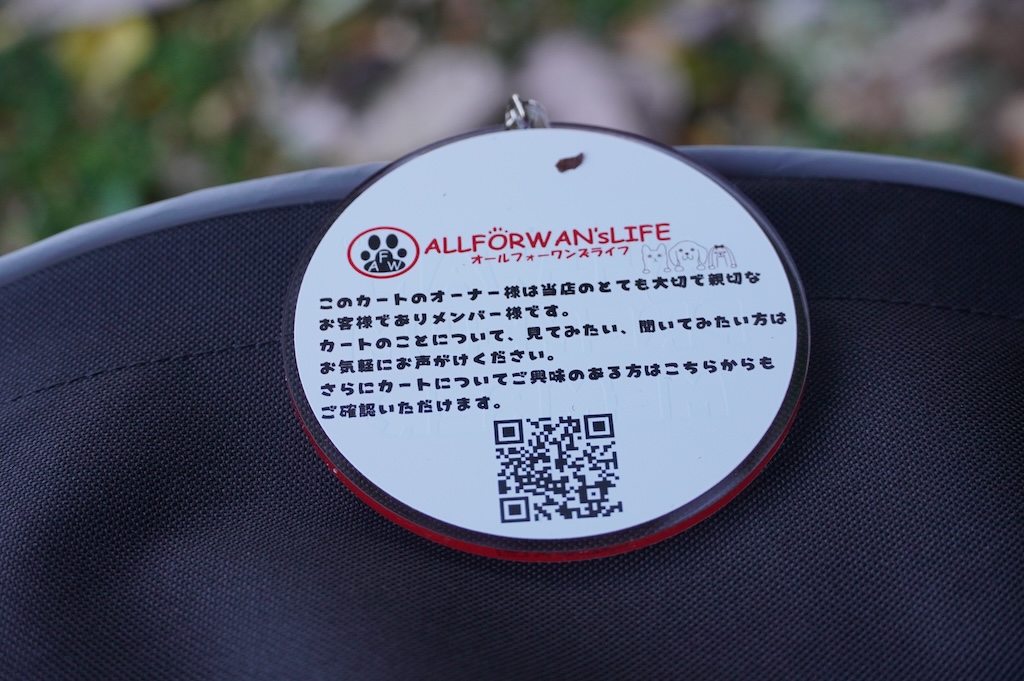 AFW
ALLFORWAN'sLIFE
オールフォーワンズライフ
このカートのオーナー様は当店のとても大切で親切な
お客様でありメンバー様です。
カートのことについて、見てみたい、聞いてみたい方は
お気軽にお声がけください。
さらにカートについてご興味のある方はこちらからも
ご確認いただけます。